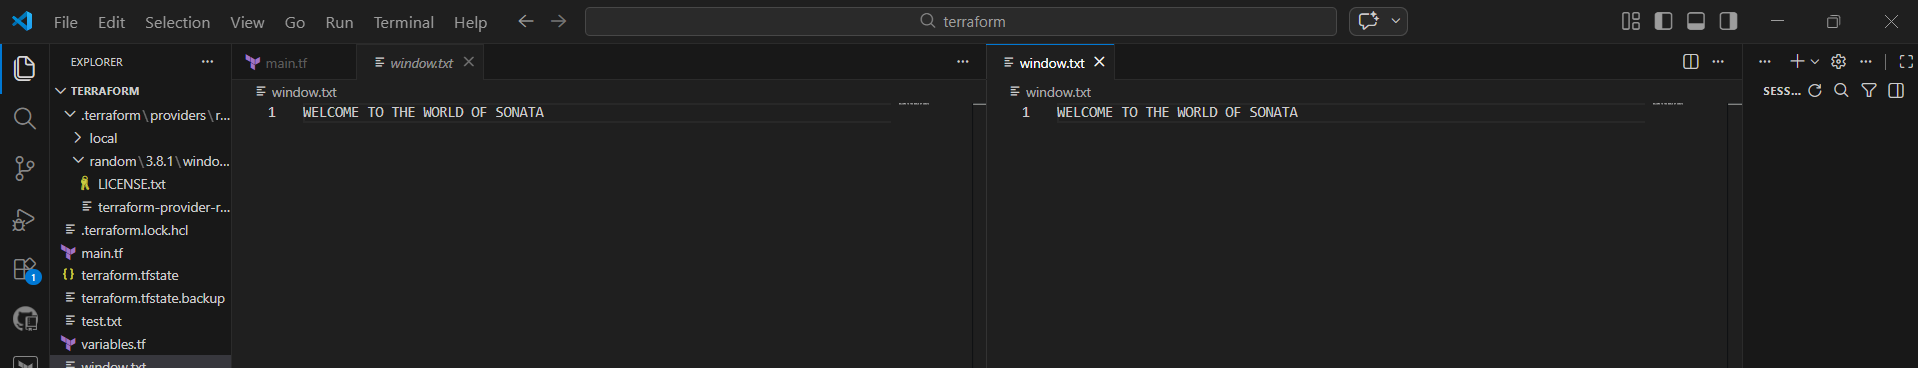 File Edit Selection View Go Run Terminal Help
terraform
EXPLORER
TERRAFORM
.terraform\providers\r...
local
random\3.8.1\windo...
LICENSE.txt
terraform-provider-r...
.terraform.lock.hcl
main.tf
terraform.tfstate
terraform.tfstate.backup
test.txt
variables.tf
window.txt
1
main.tf
window.txt
window.txt
1 WELCOME TO THE WORLD OF SONATA
window.txt
window.txt
1 WELCOME TO THE WORLD OF SONATA
SESS...